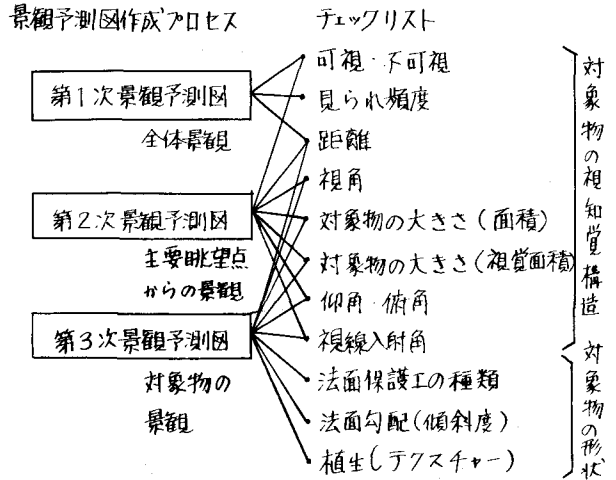 景観予測図作成プロセス
チェックリスト
第1次景観予測図
全体景観
第2次景観予測図
主要眺望点
からの景観
第3次景観予測図
対象物の
景観
可視・不可視
見られ頻度
距離
視角
対象物の大きさ(面積)
対象物の大きさ(視覚面積)
仰角・俯角
視線入射角
法面保護工の種類
法面勾配(傾斜度)
植生(テクスチャー)
対象物の視知覚構造
対象物の形状